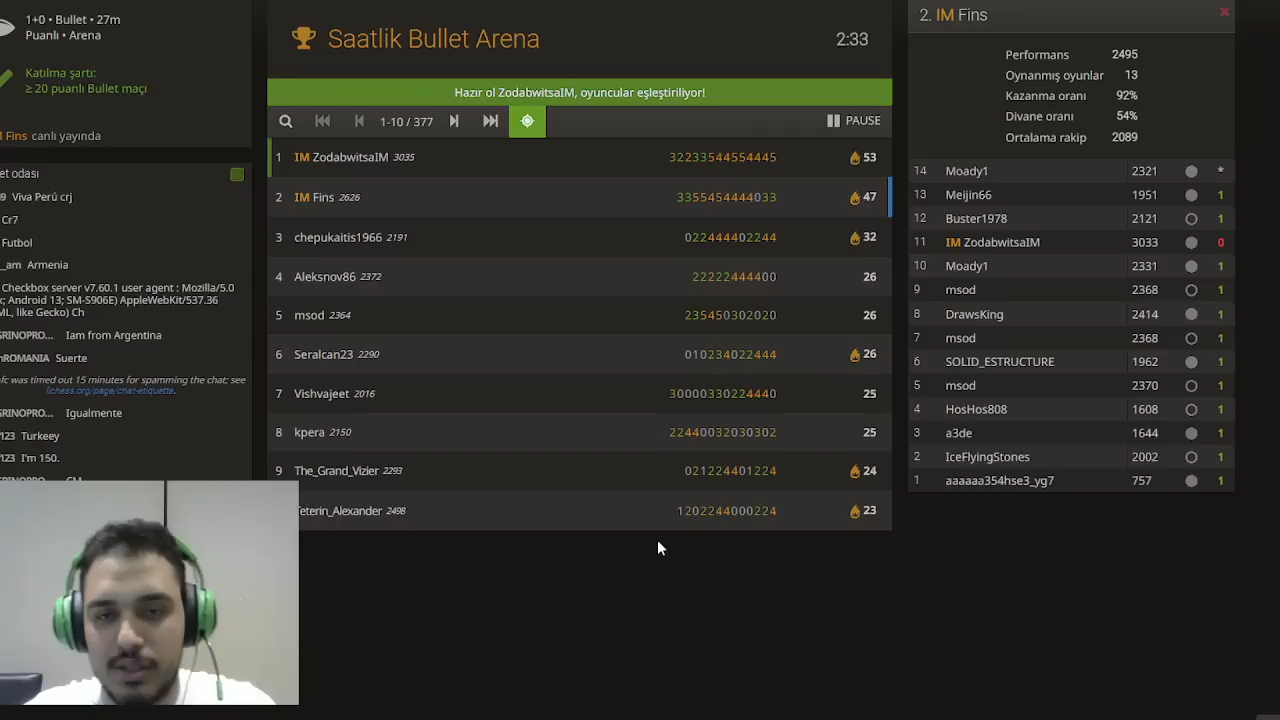 1+0 • Bullet • 27m
Puanlı • Arena
Katılma şartı:
≥ 20 puanlı Bullet maçı
Fins canlı yayında
et odası
Viva Perú crj
Cr7
Futbol
_am Armenia
Checkbox server v7.60.1 user agent : Mozilla/5.0
; Android 13; SM-S906E) AppleWebKit/537.36
ML, like Gecko) Ch
GRINOPRO... Iam from Argentina
ROMANIA Suerte
fc was timed out 15 minutes for spamming the chat; see
lichess.org/page/chat-etiquette.
GRINOPRO... Igualmente
123 Turkeey
123 I'm 150.
Saatlik Bullet Arena
2:33
Hazır ol ZodabwitsaIM, oyuncular eşleştiriliyor!
1-10 / 377
PAUSE
1 IM ZodabwitsaIM 3035 32233544554445 53
2 IM Fins 2626 3355454444033 47
3 chepukaitis1966 2191 022444402244 32
4 Aleksnov86 2372 22222444400 26
5 msod 2364 235450302020 26
6 Seralcan23 2290 010234022444 26
7 Vishvajeet 2016 30000330224440 25
8 kpera 2150 22440032030302 25
9 The_Grand_Vizier 2293 021224401224 24
Teterin_Alexander 2498 1202244000224 23
2. IM Fins
Performans 2495
Oynanmış oyunlar 13
Kazanma oranı 92%
Divane oranı 54%
Ortalama rakip 2089
14 Moady1 2321 *
13 Meijin66 1951 1
12 Buster1978 2121 1
11 IM ZodabwitsaIM 3033 0
10 Moady1 2331 1
9 msod 2368 1
8 DrawsKing 2414 1
7 msod 2368 1
6 SOLID_ESTRUCTURE 1962 1
5 msod 2370 1
4 HosHos808 1608 1
3 a3de 1644 1
2 IceFlyingStones 2002 1
1 aaaaaa354hse3_yg7 757 1